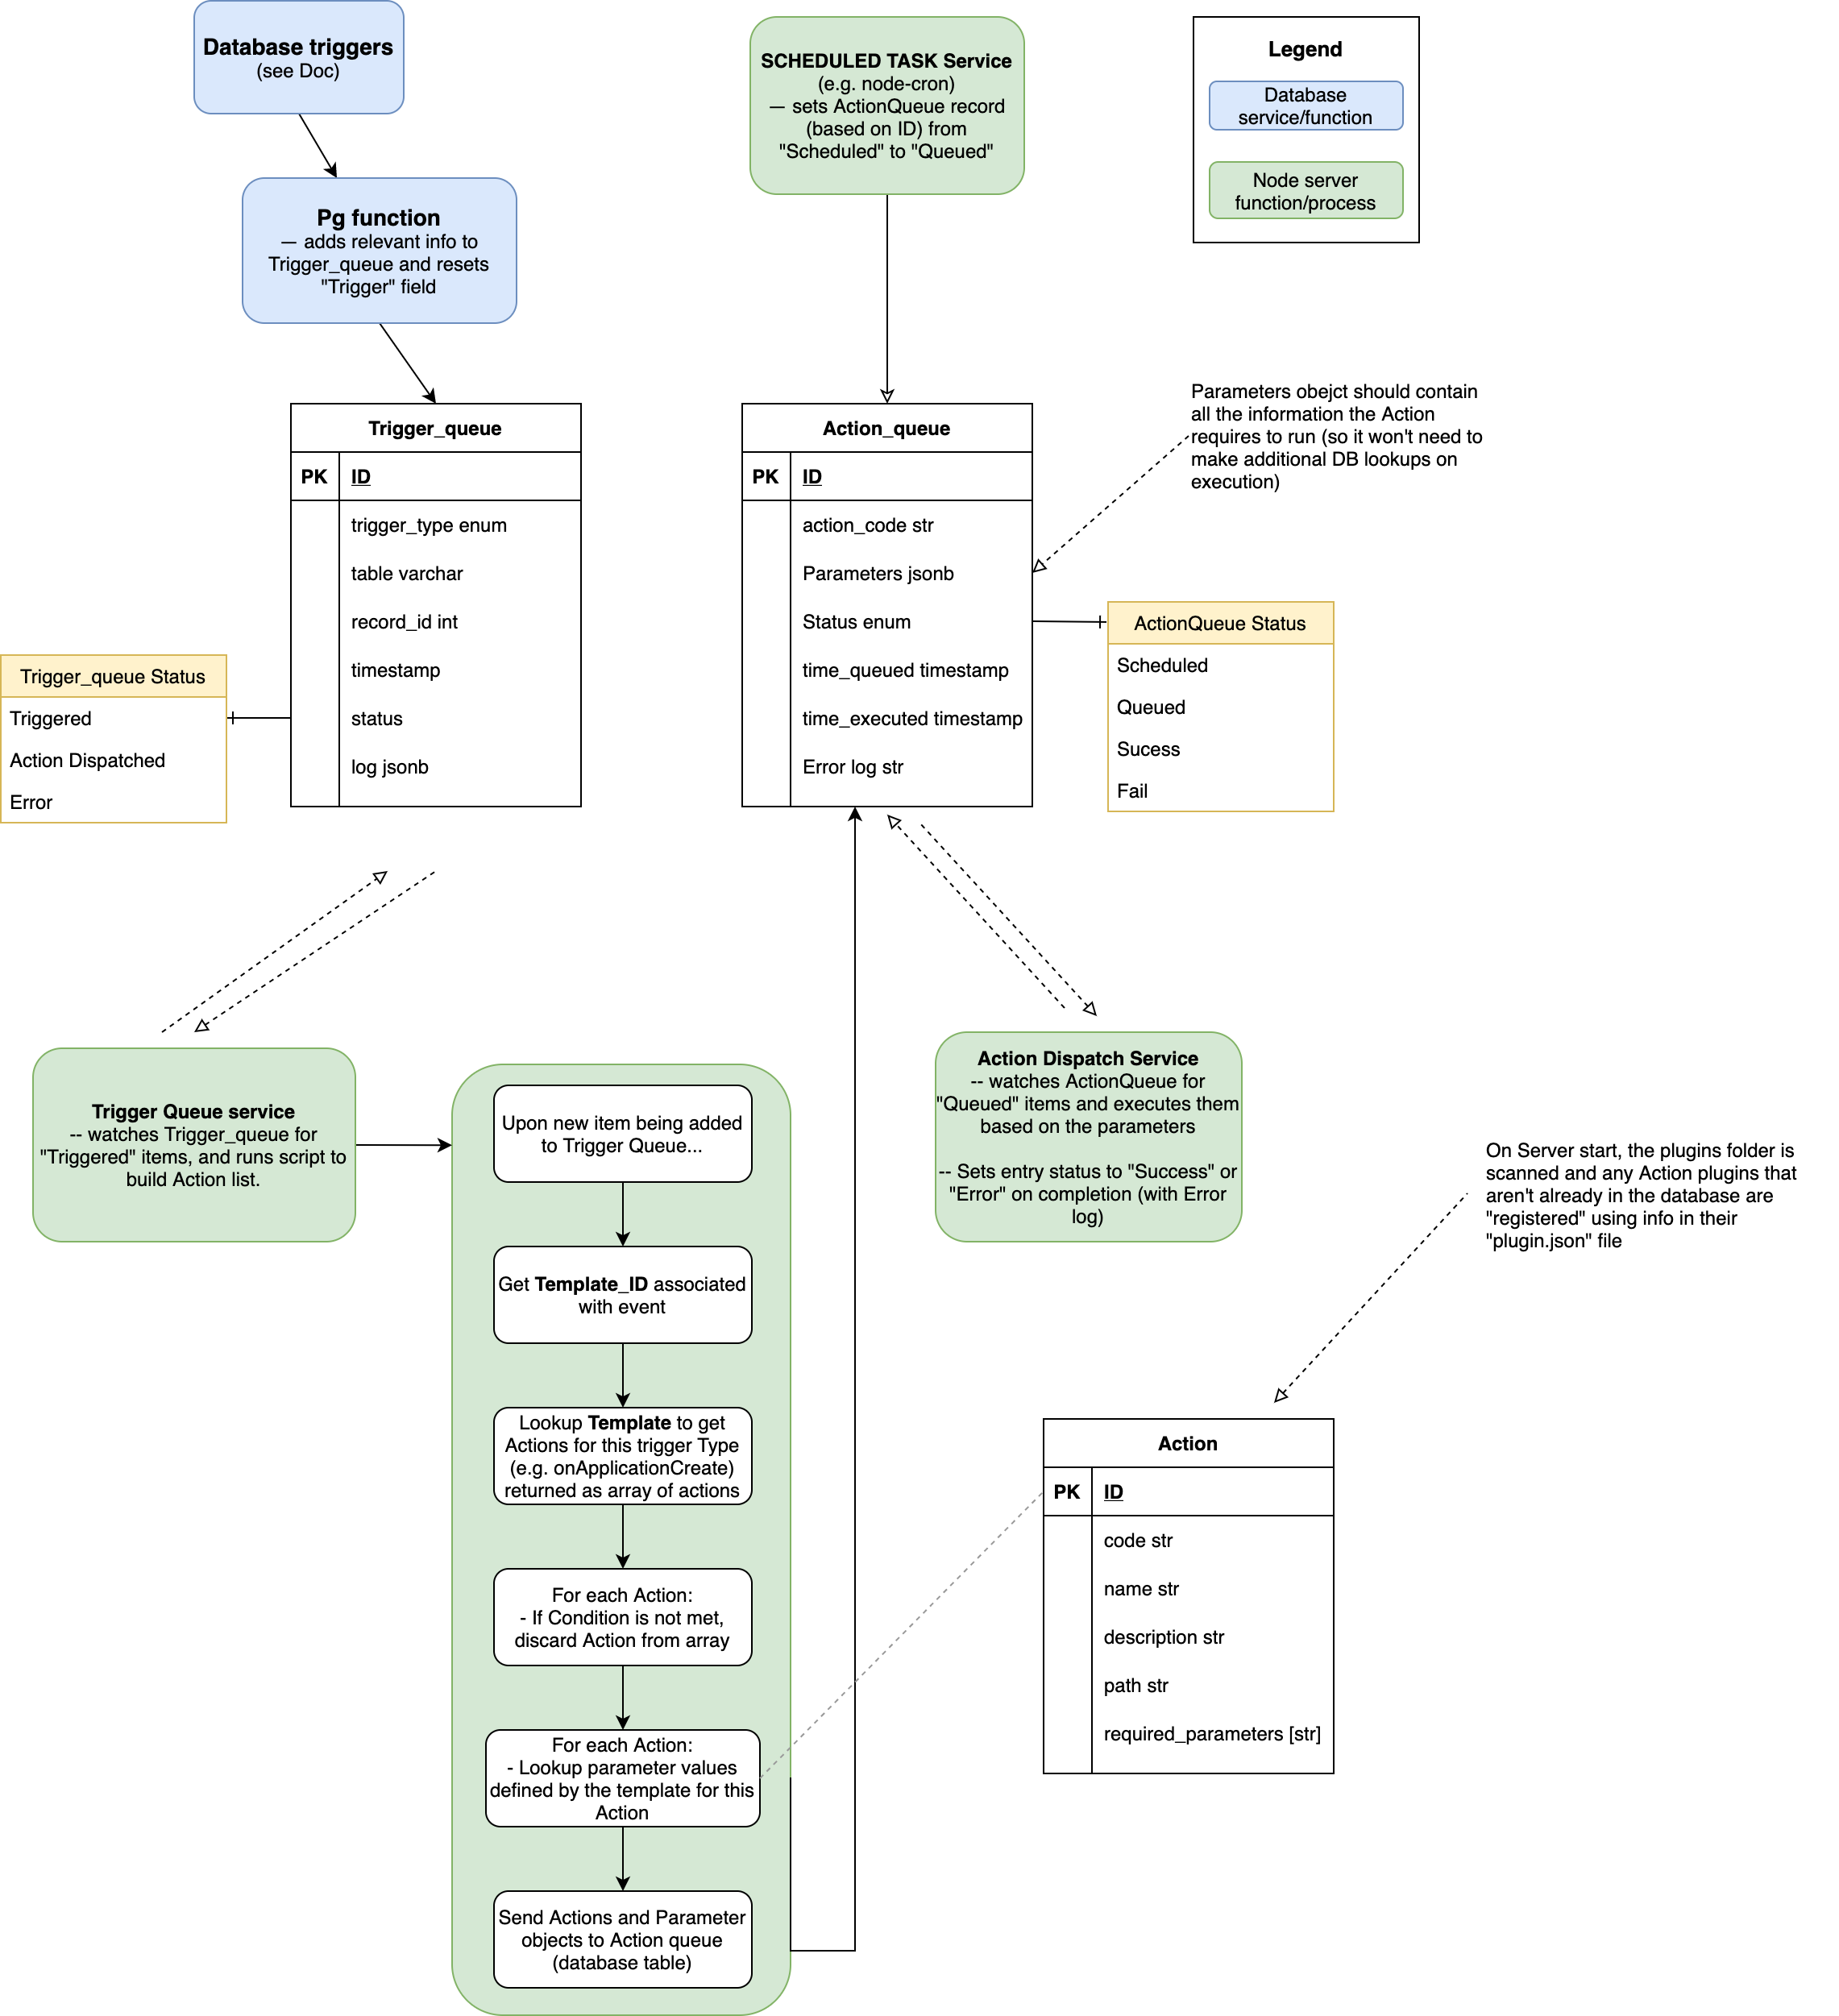 Database triggers
(see Doc)
Pg function
— adds relevant info to
Trigger_queue and resets
"Trigger" field
SCHEDULED TASK Service
(e.g. node-cron)
— sets ActionQueue record
(based on ID) from
"Scheduled" to "Queued"
Legend
Database
service/function
Node server
function/process
Trigger_queue
PK ID
trigger_type enum
table varchar
record_id int
timestamp
status
log jsonb
Trigger_queue Status
Triggered
Action Dispatched
Error
Action_queue
PK ID
action_code str
Parameters jsonb
Status enum
time_queued timestamp
time_executed timestamp
Error log str
Parameters obejct should contain
all the information the Action
requires to run (so it won't need to
make additional DB lookups on
execution)
ActionQueue Status
Scheduled
Queued
Sucess
Fail
Trigger Queue service
-- watches Trigger_queue for
"Triggered" items, and runs script to
build Action list.
Upon new item being added
to Trigger Queue...
Get Template_ID associated
with event
Lookup Template to get
Actions for this trigger Type
(e.g. onApplicationCreate)
returned as array of actions
For each Action:
- If Condition is not met,
discard Action from array
For each Action:
- Lookup parameter values
defined by the template for this
Action
Send Actions and Parameter
objects to Action queue
(database table)
Action Dispatch Service
-- watches ActionQueue for
"Queued" items and executes them
based on the parameters
-- Sets entry status to "Success" or
"Error" on completion (with Error
log)
On Server start, the plugins folder is
scanned and any Action plugins that
aren't already in the database are
"registered" using info in their
"plugin.json" file
Action
PK ID
code str
name str
description str
path str
required_parameters [str]